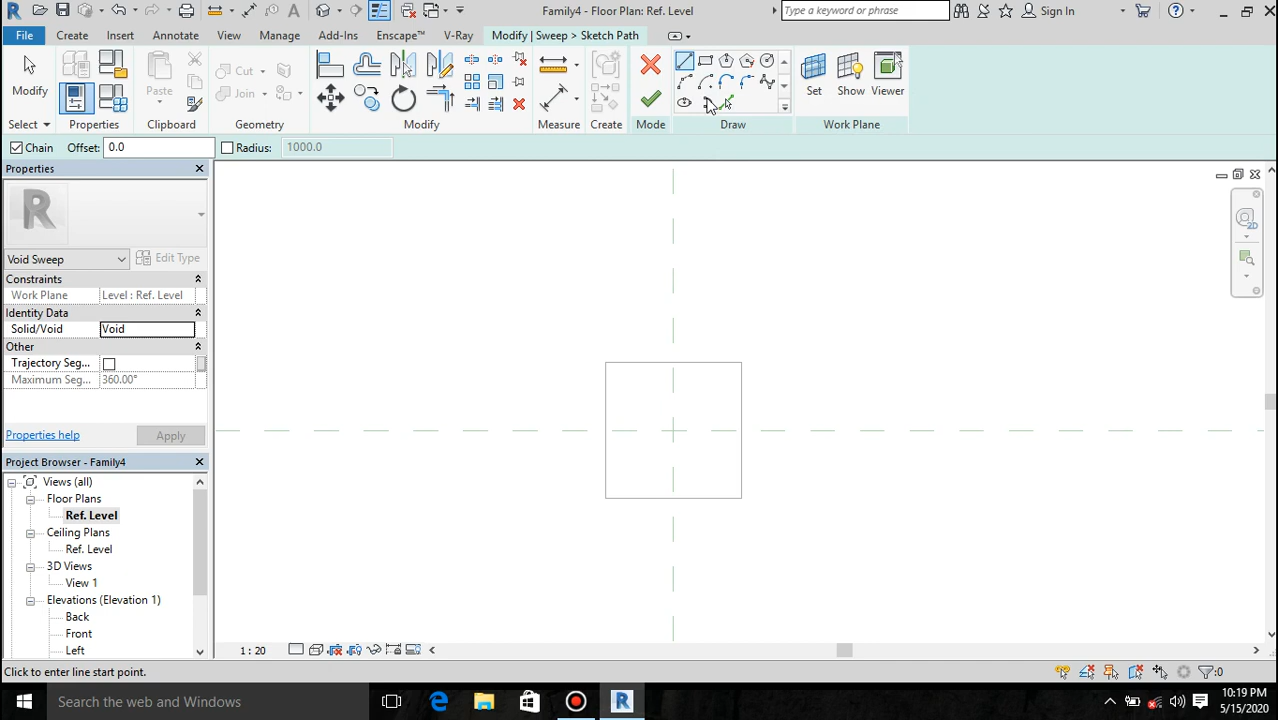 Family4 - Floor Plan: Ref. Level
Type a keyword or phrase
Sign In
File
Create
Insert
Annotate
View
Manage
Add-Ins
Enscape™
V-Ray
Modify | Sweep > Sketch Path
Modify
Paste
Cut
Join
Set
Show
Viewer
Select
Properties
Clipboard
Geometry
Modify
Measure
Create
Mode
Draw
Work Plane
Chain
Offset:
0.0
Radius:
1000.0
Properties
R
Void Sweep
Edit Type
Constraints
Work Plane
Level : Ref. Level
Identity Data
Solid/Void
Void
Other
Trajectory Seg...
Maximum Seg...
360.00°
Properties help
Apply
Project Browser - Family4
Views (all)
Floor Plans
Ref. Level
Ceiling Plans
Ref. Level
3D Views
View 1
Elevations (Elevation 1)
Back
Front
Left
2D
1 : 20
Click to enter line start point.
:0
Search the web and Windows
10:19 PM
5/15/2020